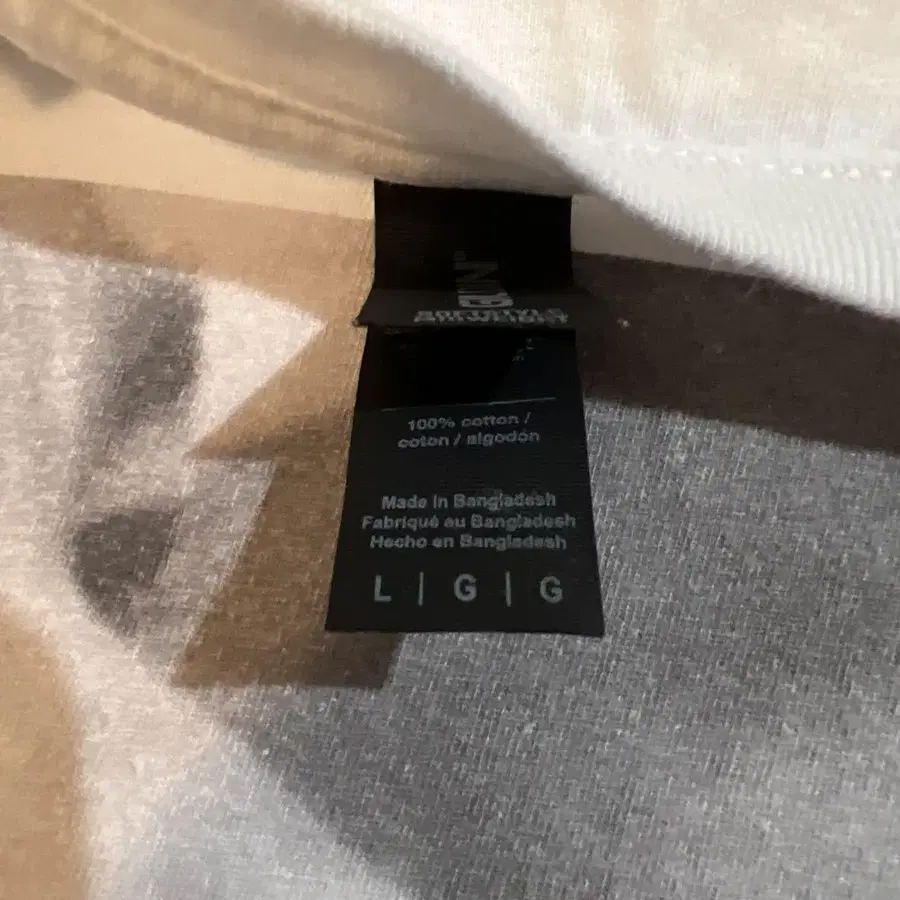 100% cotton /
coton / algodón
Made in Bangladesh
Fabriqué au Bangladesh
Hecho en Bangladesh
L | G | G